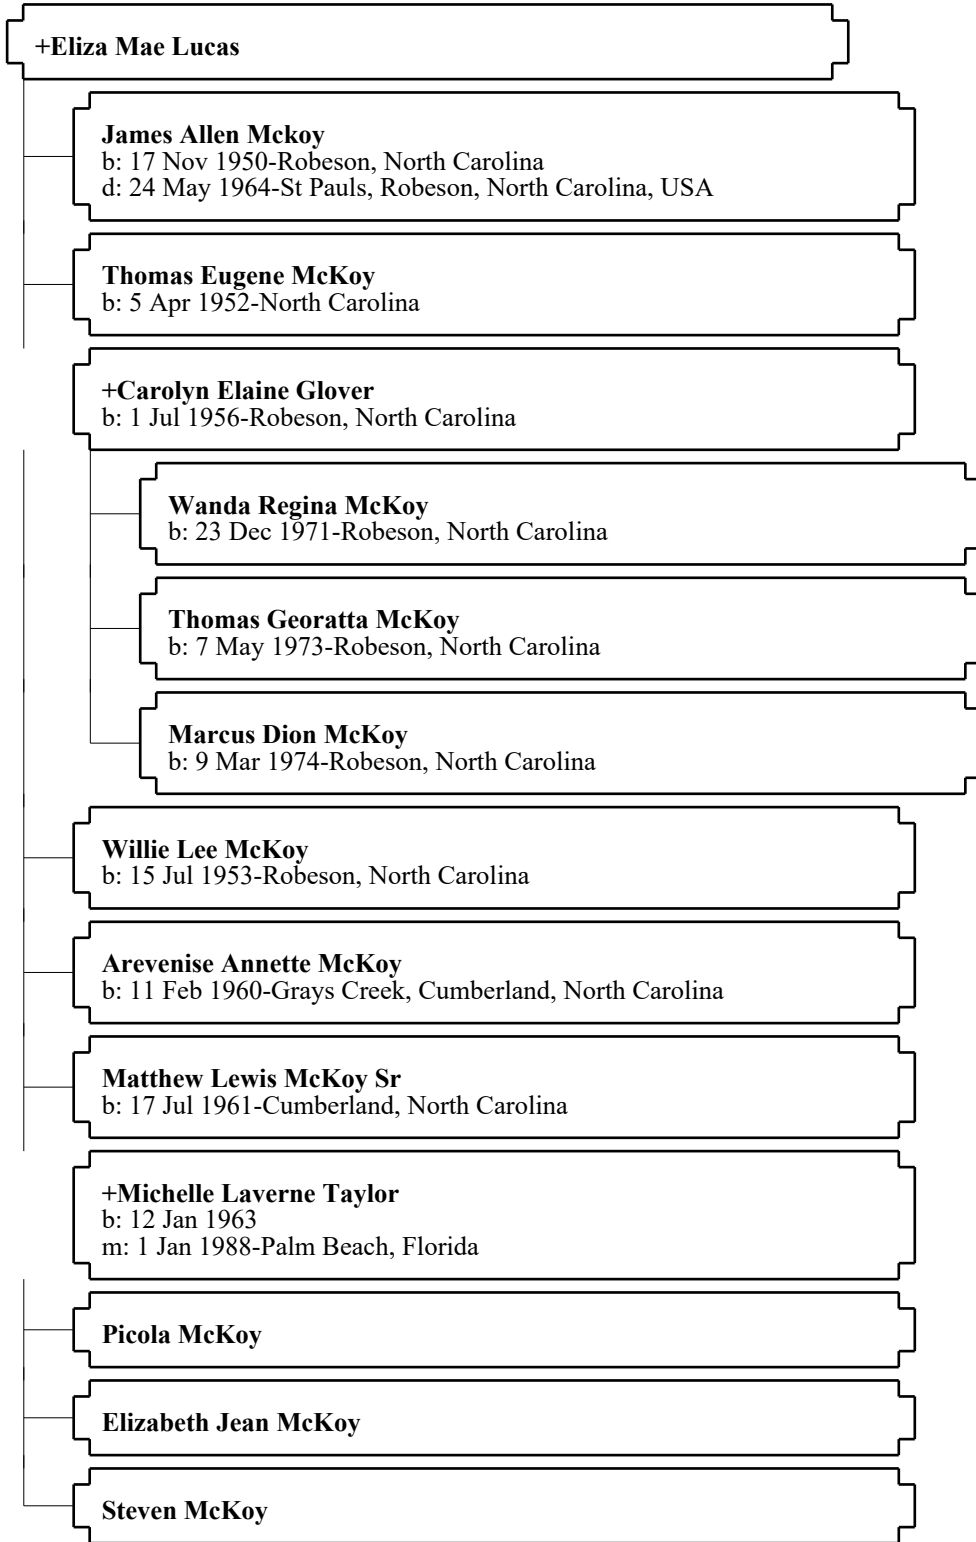 +Eliza Mae Lucas
James Allen Mckoy
b: 17 Nov 1950-Robeson, North Carolina
d: 24 May 1964-St Pauls, Robeson, North Carolina, USA
Thomas Eugene McKoy
b: 5 Apr 1952-North Carolina
+Carolyn Elaine Glover
b: 1 Jul 1956-Robeson, North Carolina
Wanda Regina McKoy
b: 23 Dec 1971-Robeson, North Carolina
Thomas Georatta McKoy
b: 7 May 1973-Robeson, North Carolina
Marcus Dion McKoy
b: 9 Mar 1974-Robeson, North Carolina
Willie Lee McKoy
b: 15 Jul 1953-Robeson, North Carolina
Arevenise Annette McKoy
b: 11 Feb 1960-Grays Creek, Cumberland, North Carolina
Matthew Lewis McKoy Sr
b: 17 Jul 1961-Cumberland, North Carolina
+Michelle Laverne Taylor
b: 12 Jan 1963
m: 1 Jan 1988-Palm Beach, Florida
Picola McKoy
Elizabeth Jean McKoy
Steven McKoy